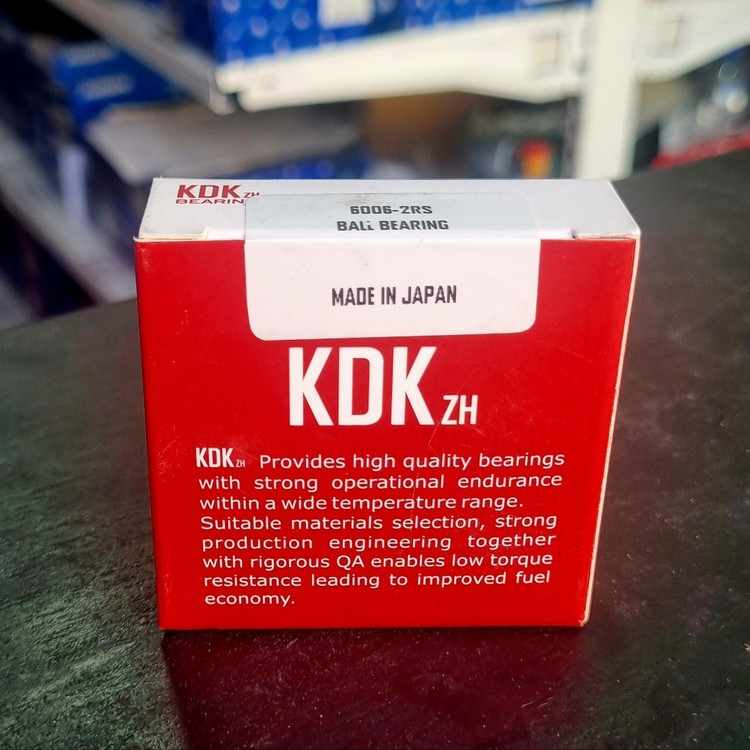 KDK ZH
BEARIN
6006-2RS
BALL BEARING
MADE IN JAPAN
KDK ZH
KDK ZH Provides high quality bearings
with strong operational endurance
within a wide temperature range.
Suitable materials selection, strong
production engineering together
with rigorous QA enables low torque
resistance leading to improved fuel
economy.